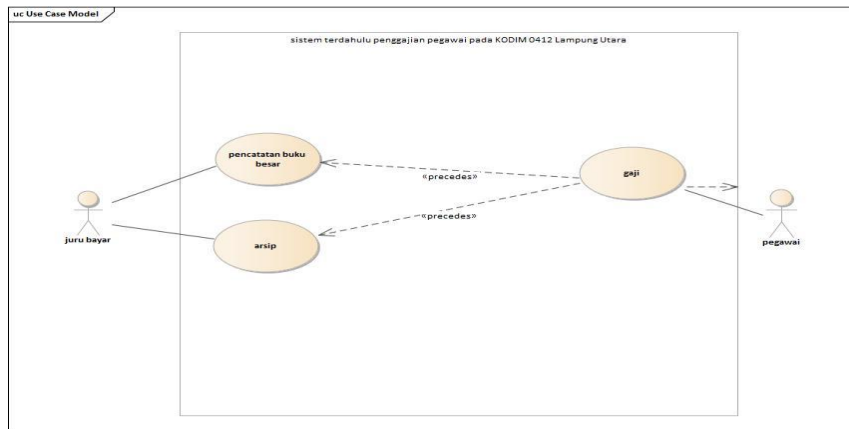 uc Use Case Model
sistem terdahulu penggajian pegawai pada KODIM 0412 Lampung Utara
pencatatan buku
besar
gaji
«precedes»
«precedes»
juru bayar
arsip
pegawai